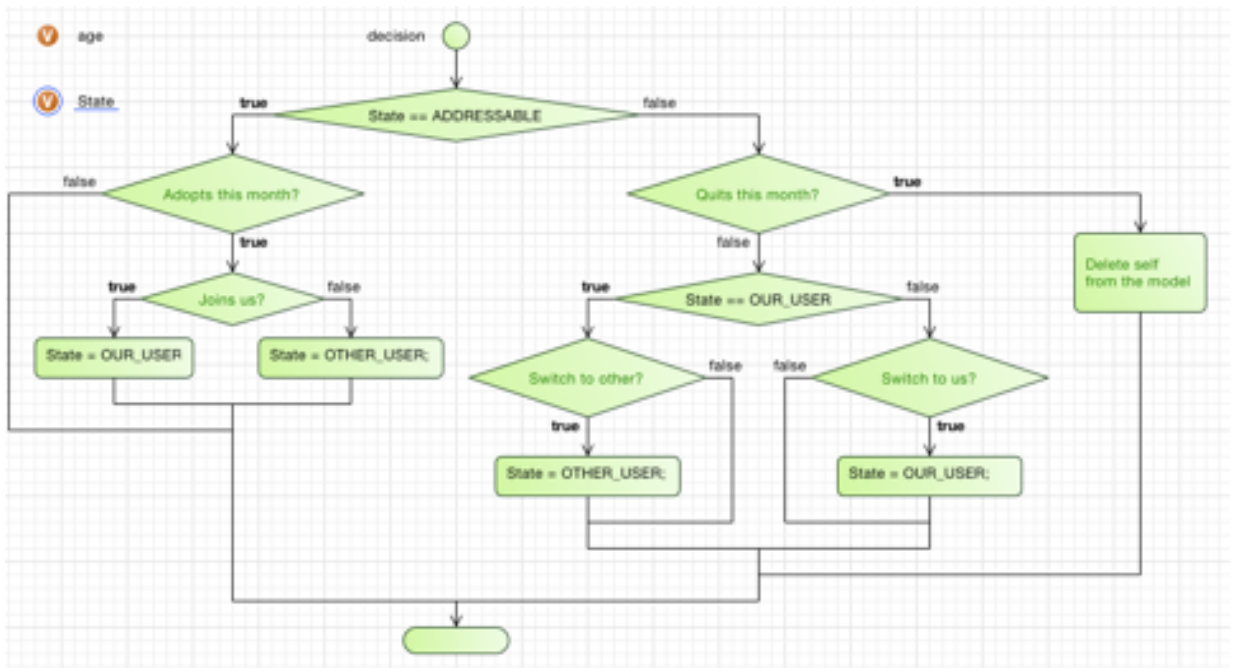 V age
decision
V State
true
false
State == ADDRESSABLE
false
Adopts this month?
Quits this month?
true
true
false
Delete self
from the model
true
Joins us?
false
true
State == OUR_USER
false
State = OUR_USER
State = OTHER_USER;
Switch to other?
false
false
Switch to us?
true
true
State = OTHER_USER;
State = OUR_USER;